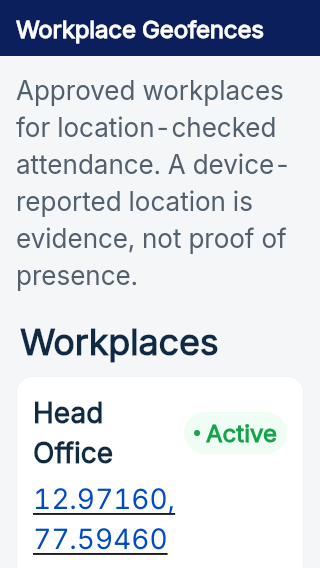 Workplace Geofences
Approved workplaces
for location-checked
attendance. A device-
reported location is
evidence, not proof of
presence.
Workplaces
Head
Office
• Active
12.97160,
77.59460